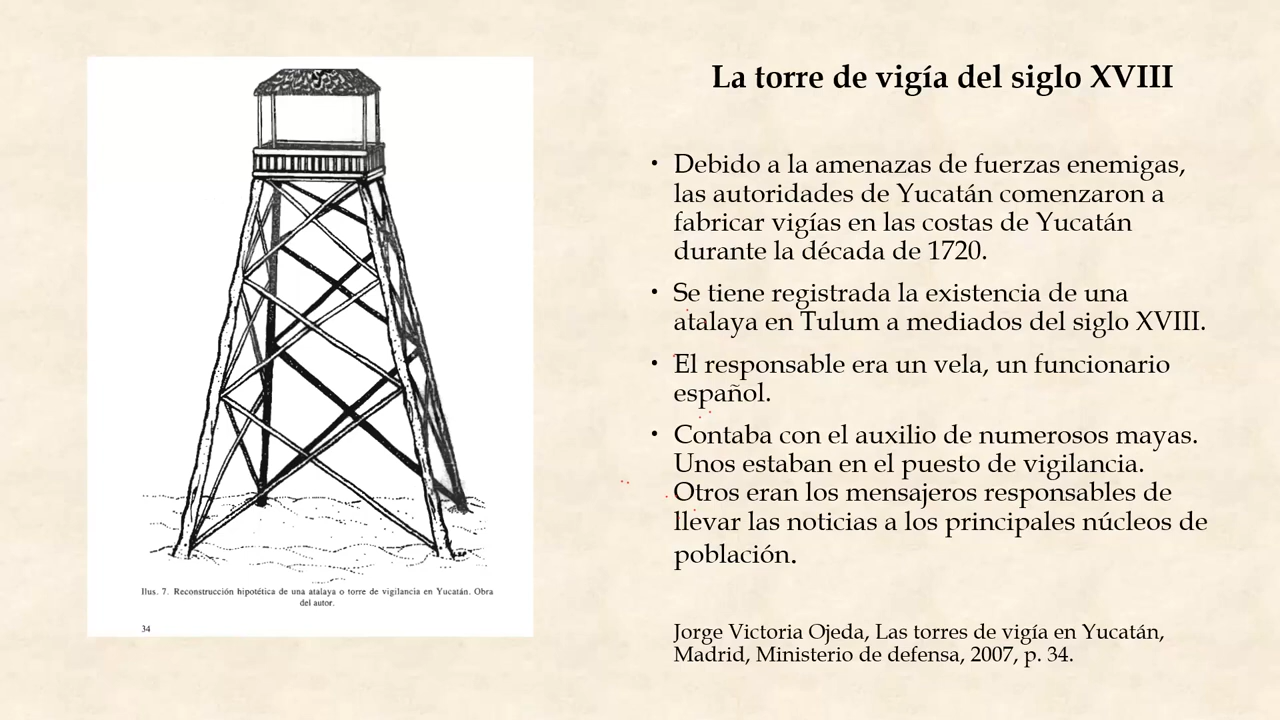 La torre de vigía del siglo XVIII
• Debido a la amenazas de fuerzas enemigas,
las autoridades de Yucatán comenzaron a
fabricar vigías en las costas de Yucatán
durante la década de 1720.
• Se tiene registrada la existencia de una
atalaya en Tulum a mediados del siglo XVIII.
• El responsable era un vela, un funcionario
español.
• Contaba con el auxilio de numerosos mayas.
Unos estaban en el puesto de vigilancia.
Otros eran los mensajeros responsables de
llevar las noticias a los principales núcleos de
población.
Jorge Victoria Ojeda, Las torres de vigía en Yucatán,
Madrid, Ministerio de defensa, 2007, p. 34.
Ilus. 7. Reconstrucción hipotética de una atalaya o torre de vigilancia en Yucatán. Obra
del autor.
34